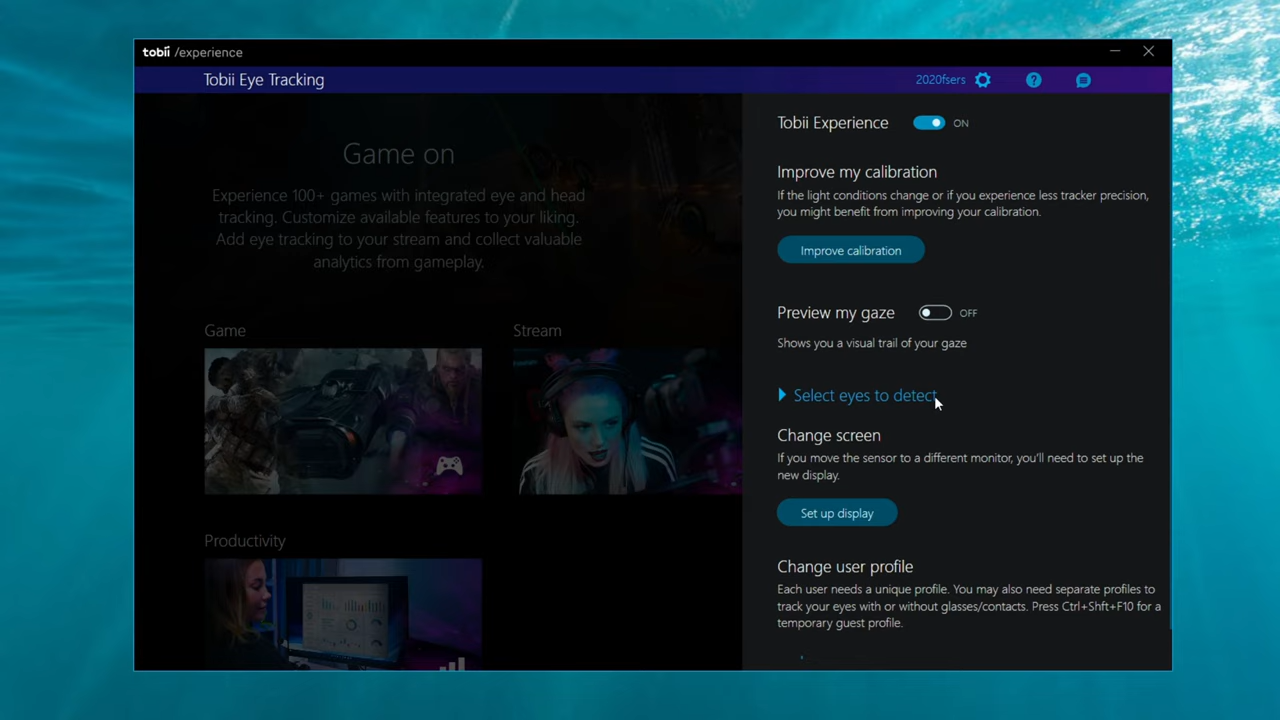 tobii /experience
Tobii Eye Tracking
2020fsers
Game on
Experience 100+ games with integrated eye and head
tracking. Customize available features to your liking.
Add eye tracking to your stream and collect valuable
analytics from gameplay.
Game
Stream
Productivity
Tobii Experience
ON
Improve my calibration
If the light conditions change or if you experience less tracker precision,
you might benefit from improving your calibration.
Improve calibration
Preview my gaze
OFF
Shows you a visual trail of your gaze
Select eyes to detect
Change screen
If you move the sensor to a different monitor, you'll need to set up the
new display.
Set up display
Change user profile
Each user needs a unique profile. You may also need separate profiles to
track your eyes with or without glasses/contacts. Press Ctrl+Shft+F10 for a
temporary guest profile.